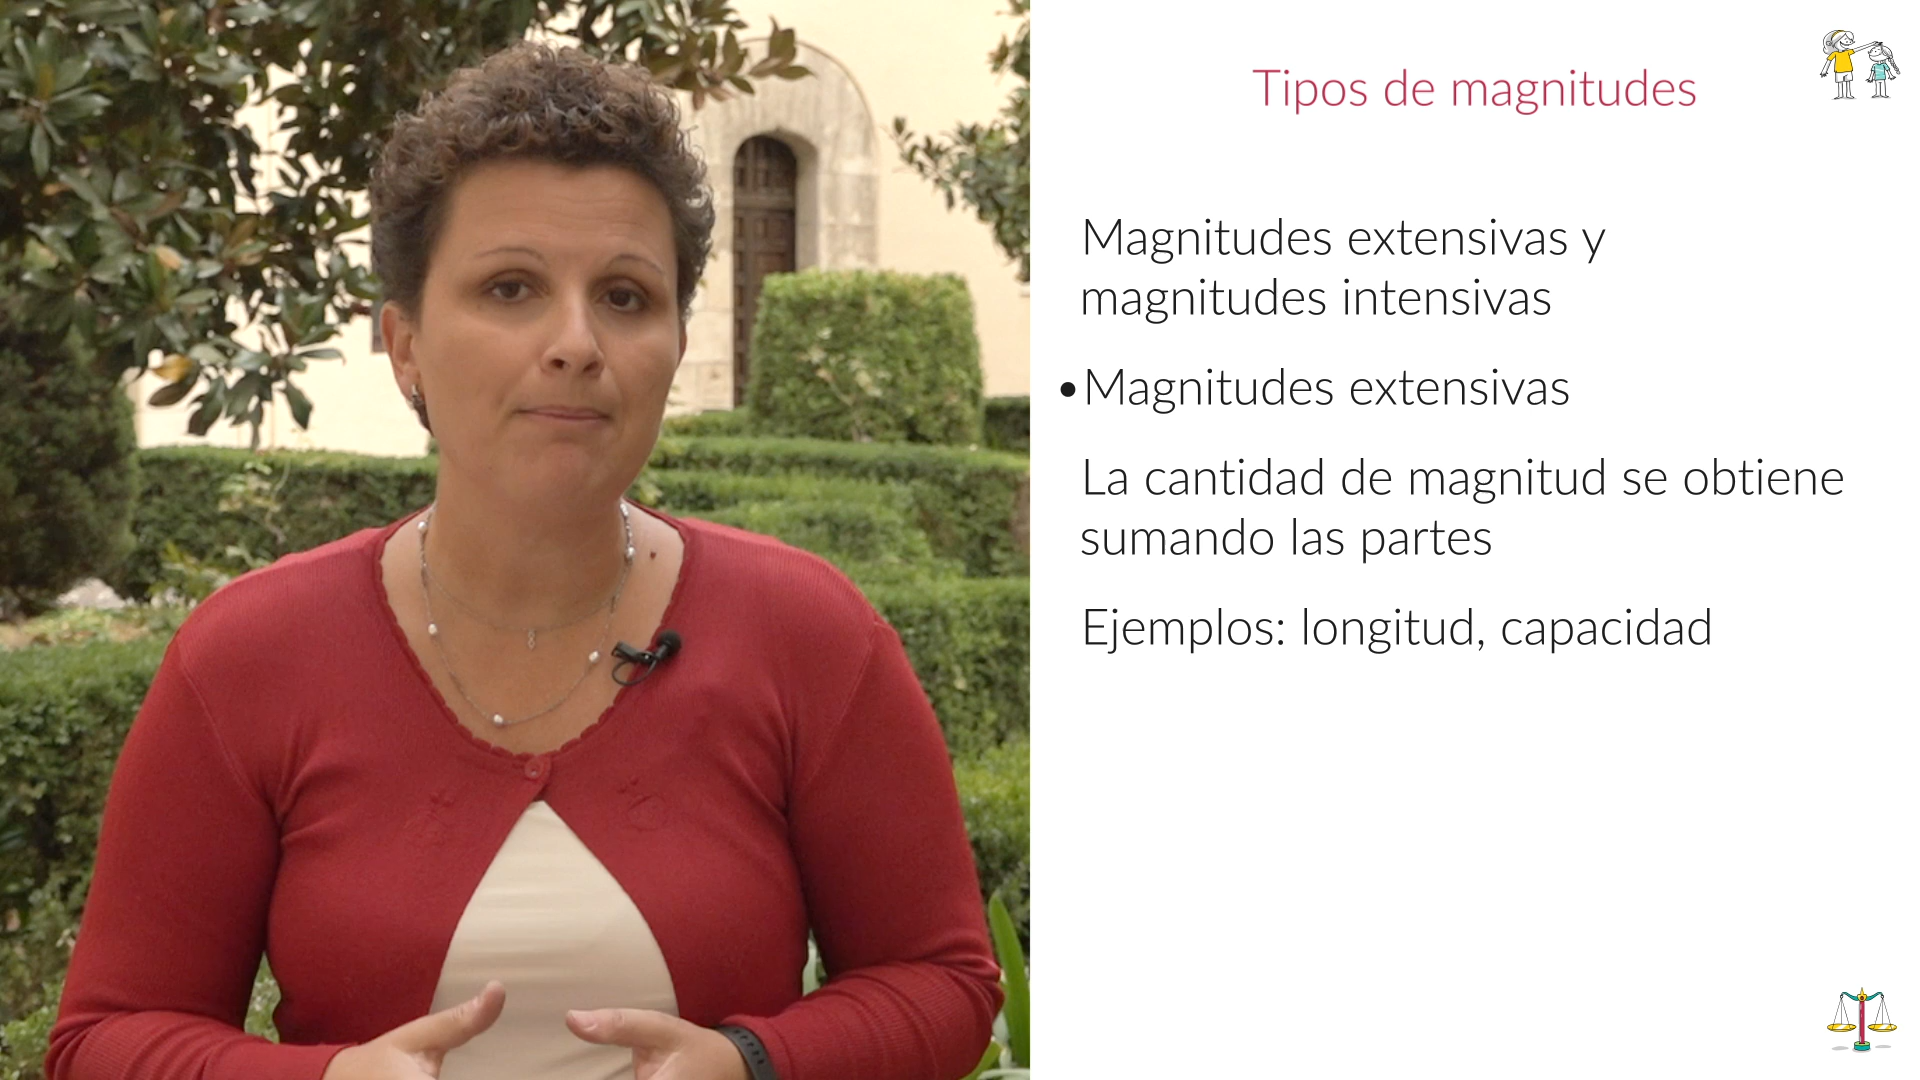 Tipos de magnitudes
Magnitudes extensivas y
magnitudes intensivas
•Magnitudes extensivas
La cantidad de magnitud se obtiene
sumando las partes
Ejemplos: longitud, capacidad